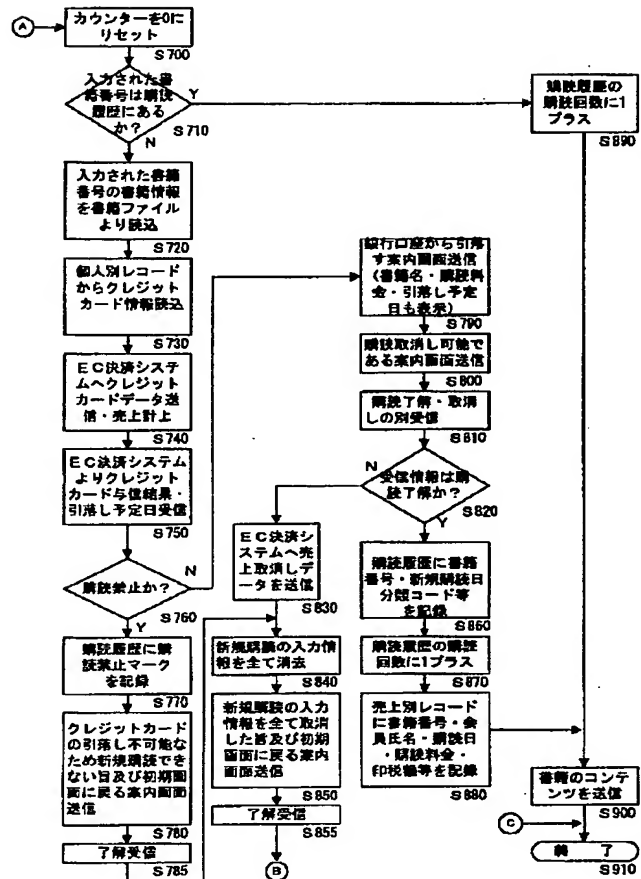 A
カウンターを0に
リセット
S700
入力された書
籍番号は購読
履歴にある
か?
Y
S710
N
入力された書籍
番号の書籍情報
を書籍ファイル
より読込
S720
個人別レコード
からクレジット
カード情報読込
S730
EC決済システ
ムへクレジット
カードデータ送
信・売上計上
S740
EC決済システム
よりクレジット
カード与信結果・
引落し予定日受信
S750
購読禁止か?
N
S760
Y
購読履歴に購
読禁止マーク
を記録
S770
クレジットカード
の引落し不可能な
ため新規購読でき
ない旨及び初期画
面に戻る案内画面
送信
S780
了解受信
S785
銀行口座から引落
す案内画面送信
(書籍名・購読料
金・引落し予定
日も表示)
S790
購読取消し可能で
ある案内画面送信
S800
購読了解・取消
しの別受信
S810
N
受信情報は購
読了解か?
S820
Y
EC決済シ
ステムへ売
上取消しデ
ータを送信
S830
新規購読の入力情
報を全て消去
S840
新規購読の入力
情報を全て取消
した旨及び初期
画面に戻る案内
画面送信
S850
了解受信
S855
B
購読履歴に書籍
番号・新規購読日
分類コード等
を記録
S860
購読履歴の購読
回数に1プラス
S870
売上別レコード
に書籍番号・会
員氏名・購読日
・購読料金・
印税額等を記録
S880
購読履歴の
購読回数に1
プラス
S890
書籍のコンテ
ンツを送信
S900
C
終 了
S910